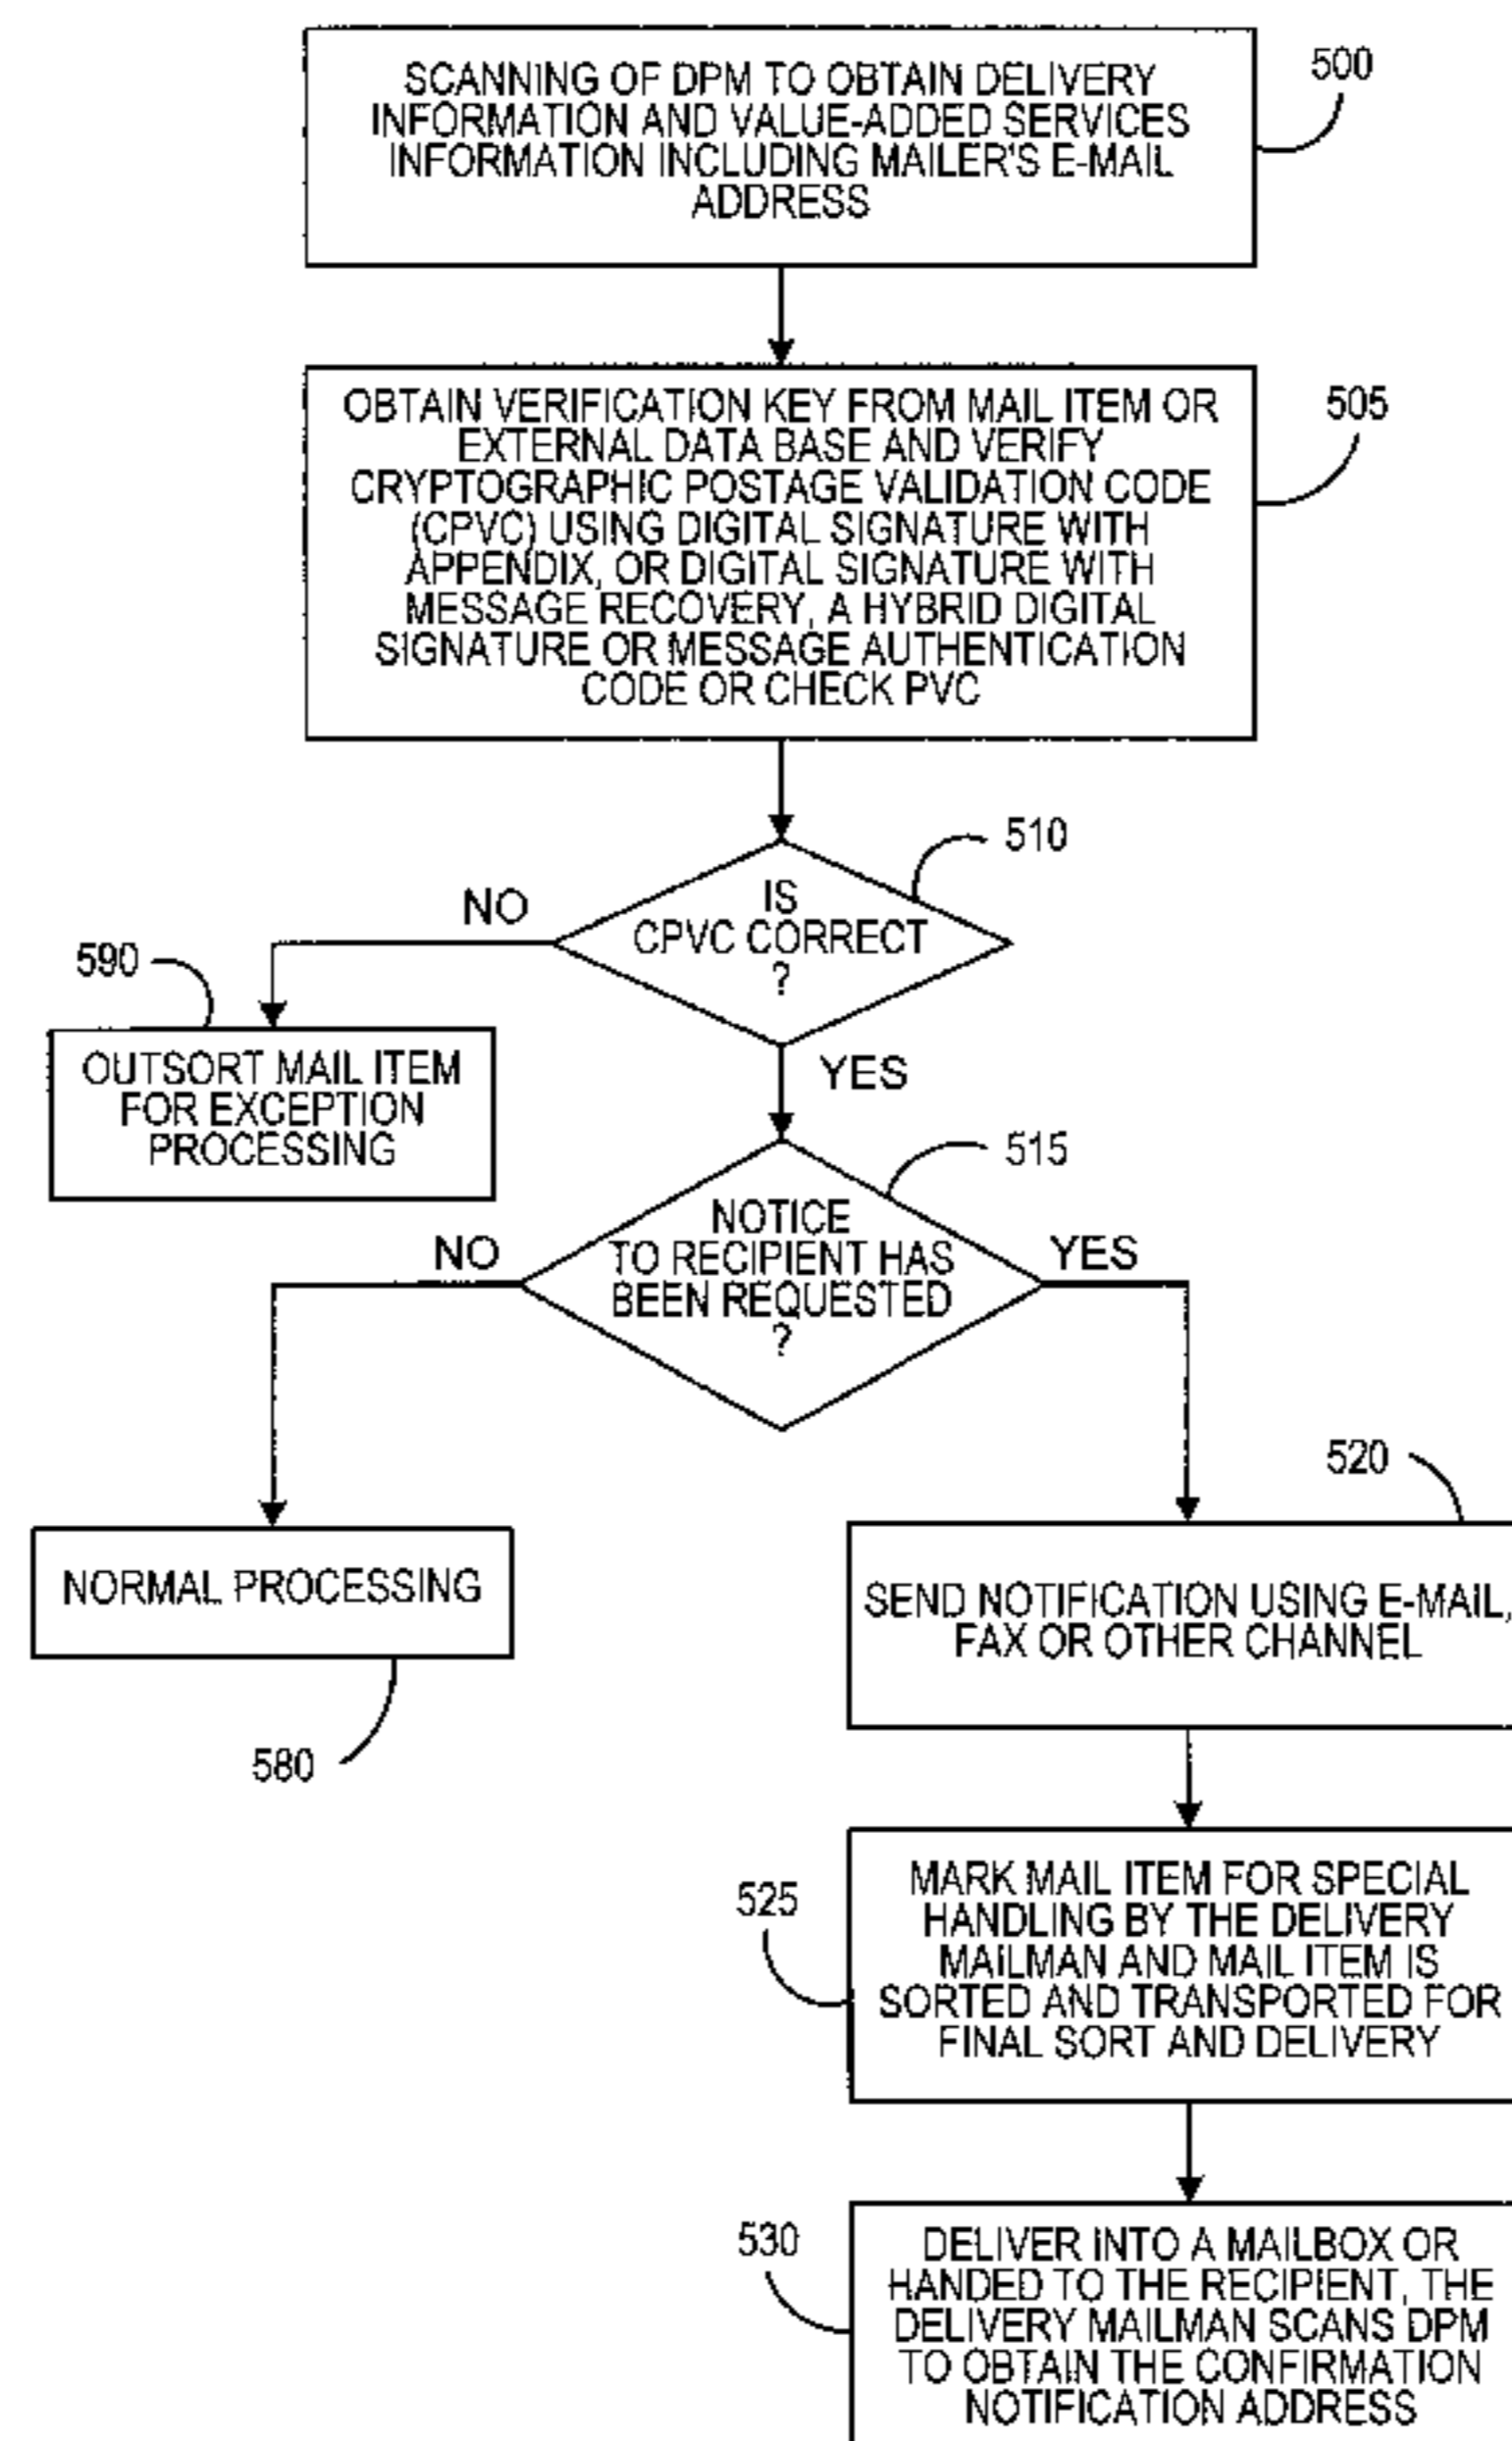 SCANNING OF DPM TO OBTAIN DELIVERY
INFORMATION AND VALUE-ADDED SERVICES
INFORMATION INCLUDING MAILER'S E-MAIL
ADDRESS
500
OBTAIN VERIFICATION KEY FROM MAIL ITEM OR
EXTERNAL DATA BASE AND VERIFY
CRYPTOGRAPHIC POSTAGE VALIDATION CODE
(CPVC) USING DIGITAL SIGNATURE WITH
APPENDIX, OR DIGITAL SIGNATURE WITH
MESSAGE RECOVERY, A HYBRID DIGITAL
SIGNATURE OR MESSAGE AUTHENTICATION
CODE OR CHECK PVC
505
510
IS
CPVC CORRECT
?
NO
590
OUTSORT MAIL ITEM
FOR EXCEPTION
PROCESSING
YES
515
NOTICE
TO RECIPIENT HAS
BEEN REQUESTED
?
NO
YES
NORMAL PROCESSING
580
520
SEND NOTIFICATION USING E-MAIL,
FAX OR OTHER CHANNEL
525
MARK MAIL ITEM FOR SPECIAL
HANDLING BY THE DELIVERY
MAILMAN AND MAIL ITEM IS
SORTED AND TRANSPORTED FOR
FINAL SORT AND DELIVERY
530
DELIVER INTO A MAILBOX OR
HANDED TO THE RECIPIENT, THE
DELIVERY MAILMAN SCANS DPM
TO OBTAIN THE CONFIRMATION
NOTIFICATION ADDRESS